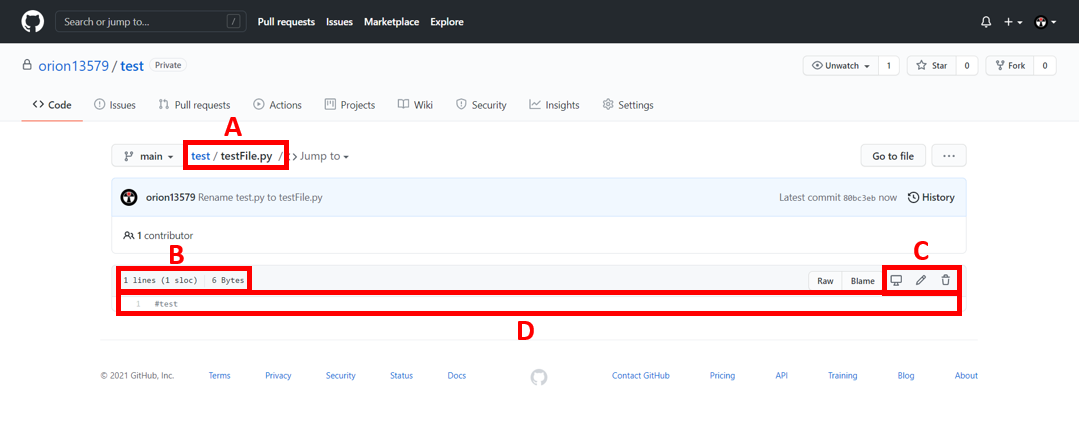 Search or jump to... / Pull requests Issues Marketplace Explore
orion13579 / test Private Unwatch 1 Star 0 Fork 0
Code Issues Pull requests Actions Projects Wiki Security Insights Settings
A
main test / testFile.py / Jump to Go to file ...
orion13579 Rename test.py to testFile.py Latest commit 80bc3eb now History
1 contributor
B C
1 lines (1 sloc) 6 Bytes Raw Blame
1 #test
D
© 2021 GitHub, Inc. Terms Privacy Security Status Docs Contact GitHub Pricing API Training Blog About